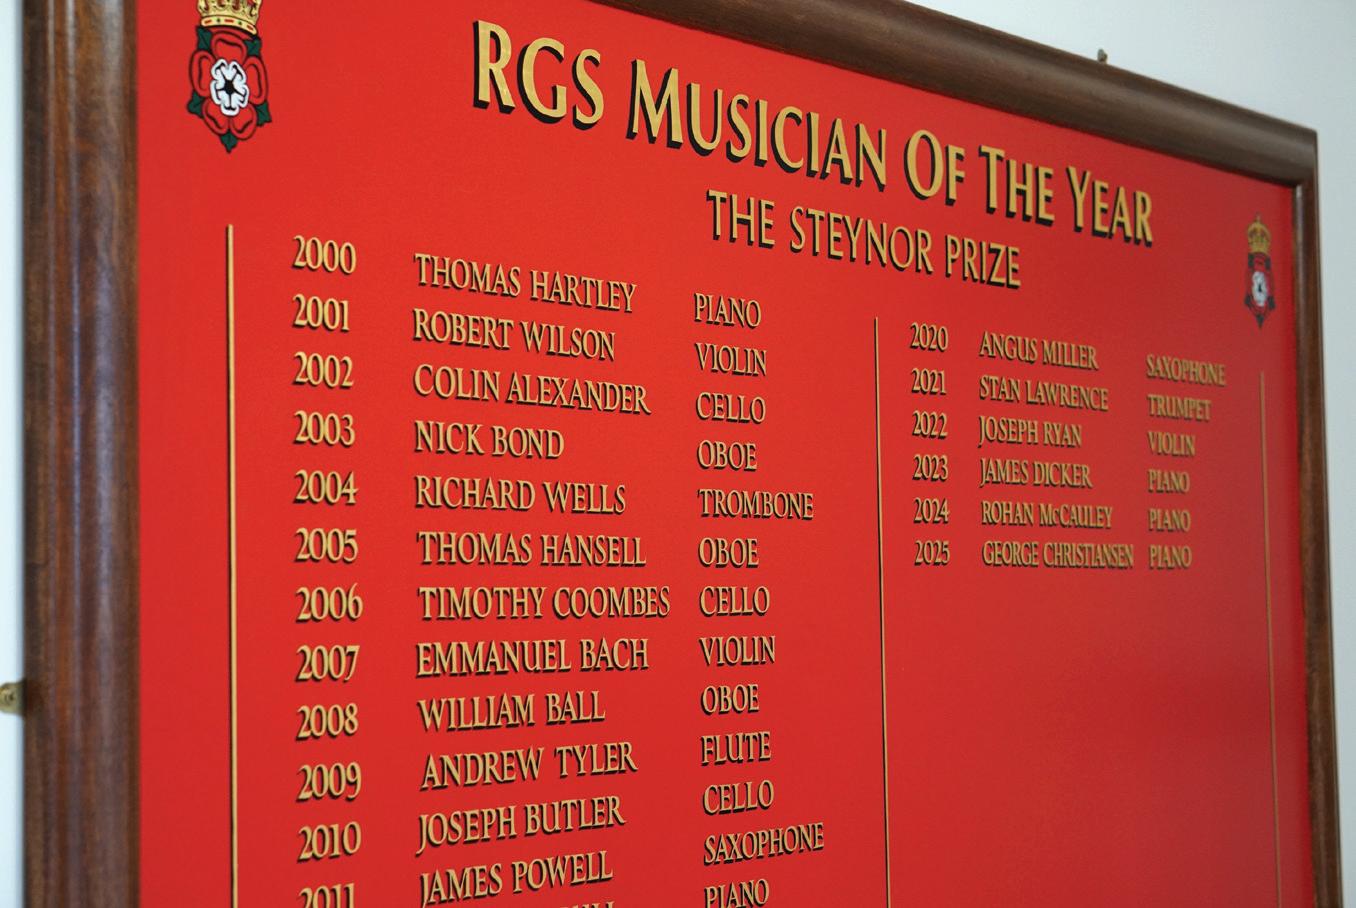 RGS MUSICIAN OF THE YEAR
THE STEYNOR PRIZE
2000 THOMAS HARTLEY PIANO
2001 ROBERT WILSON VIOLIN
2002 COLIN ALEXANDER CELLO
2003 NICK BOND OBOE
2004 RICHARD WELLS TROMBONE
2005 THOMAS HANSELL OBOE
2006 TIMOTHY COOMBES CELLO
2007 EMMANUEL BACH VIOLIN
2008 WILLIAM BALL OBOE
2009 ANDREW TYLER FLUTE
2010 JOSEPH BUTLER CELLO
2011 JAMES POWELL SAXOPHONE
PIANO
2020 ANGUS MILLER SAXOPHONE
2021 STAN LAWRENCE TRUMPET
2022 JOSEPH RYAN VIOLIN
2023 JAMES DICKER PIANO
2024 ROHAN McCAULEY PIANO
2025 GEORGE CHRISTIANSEN PIANO